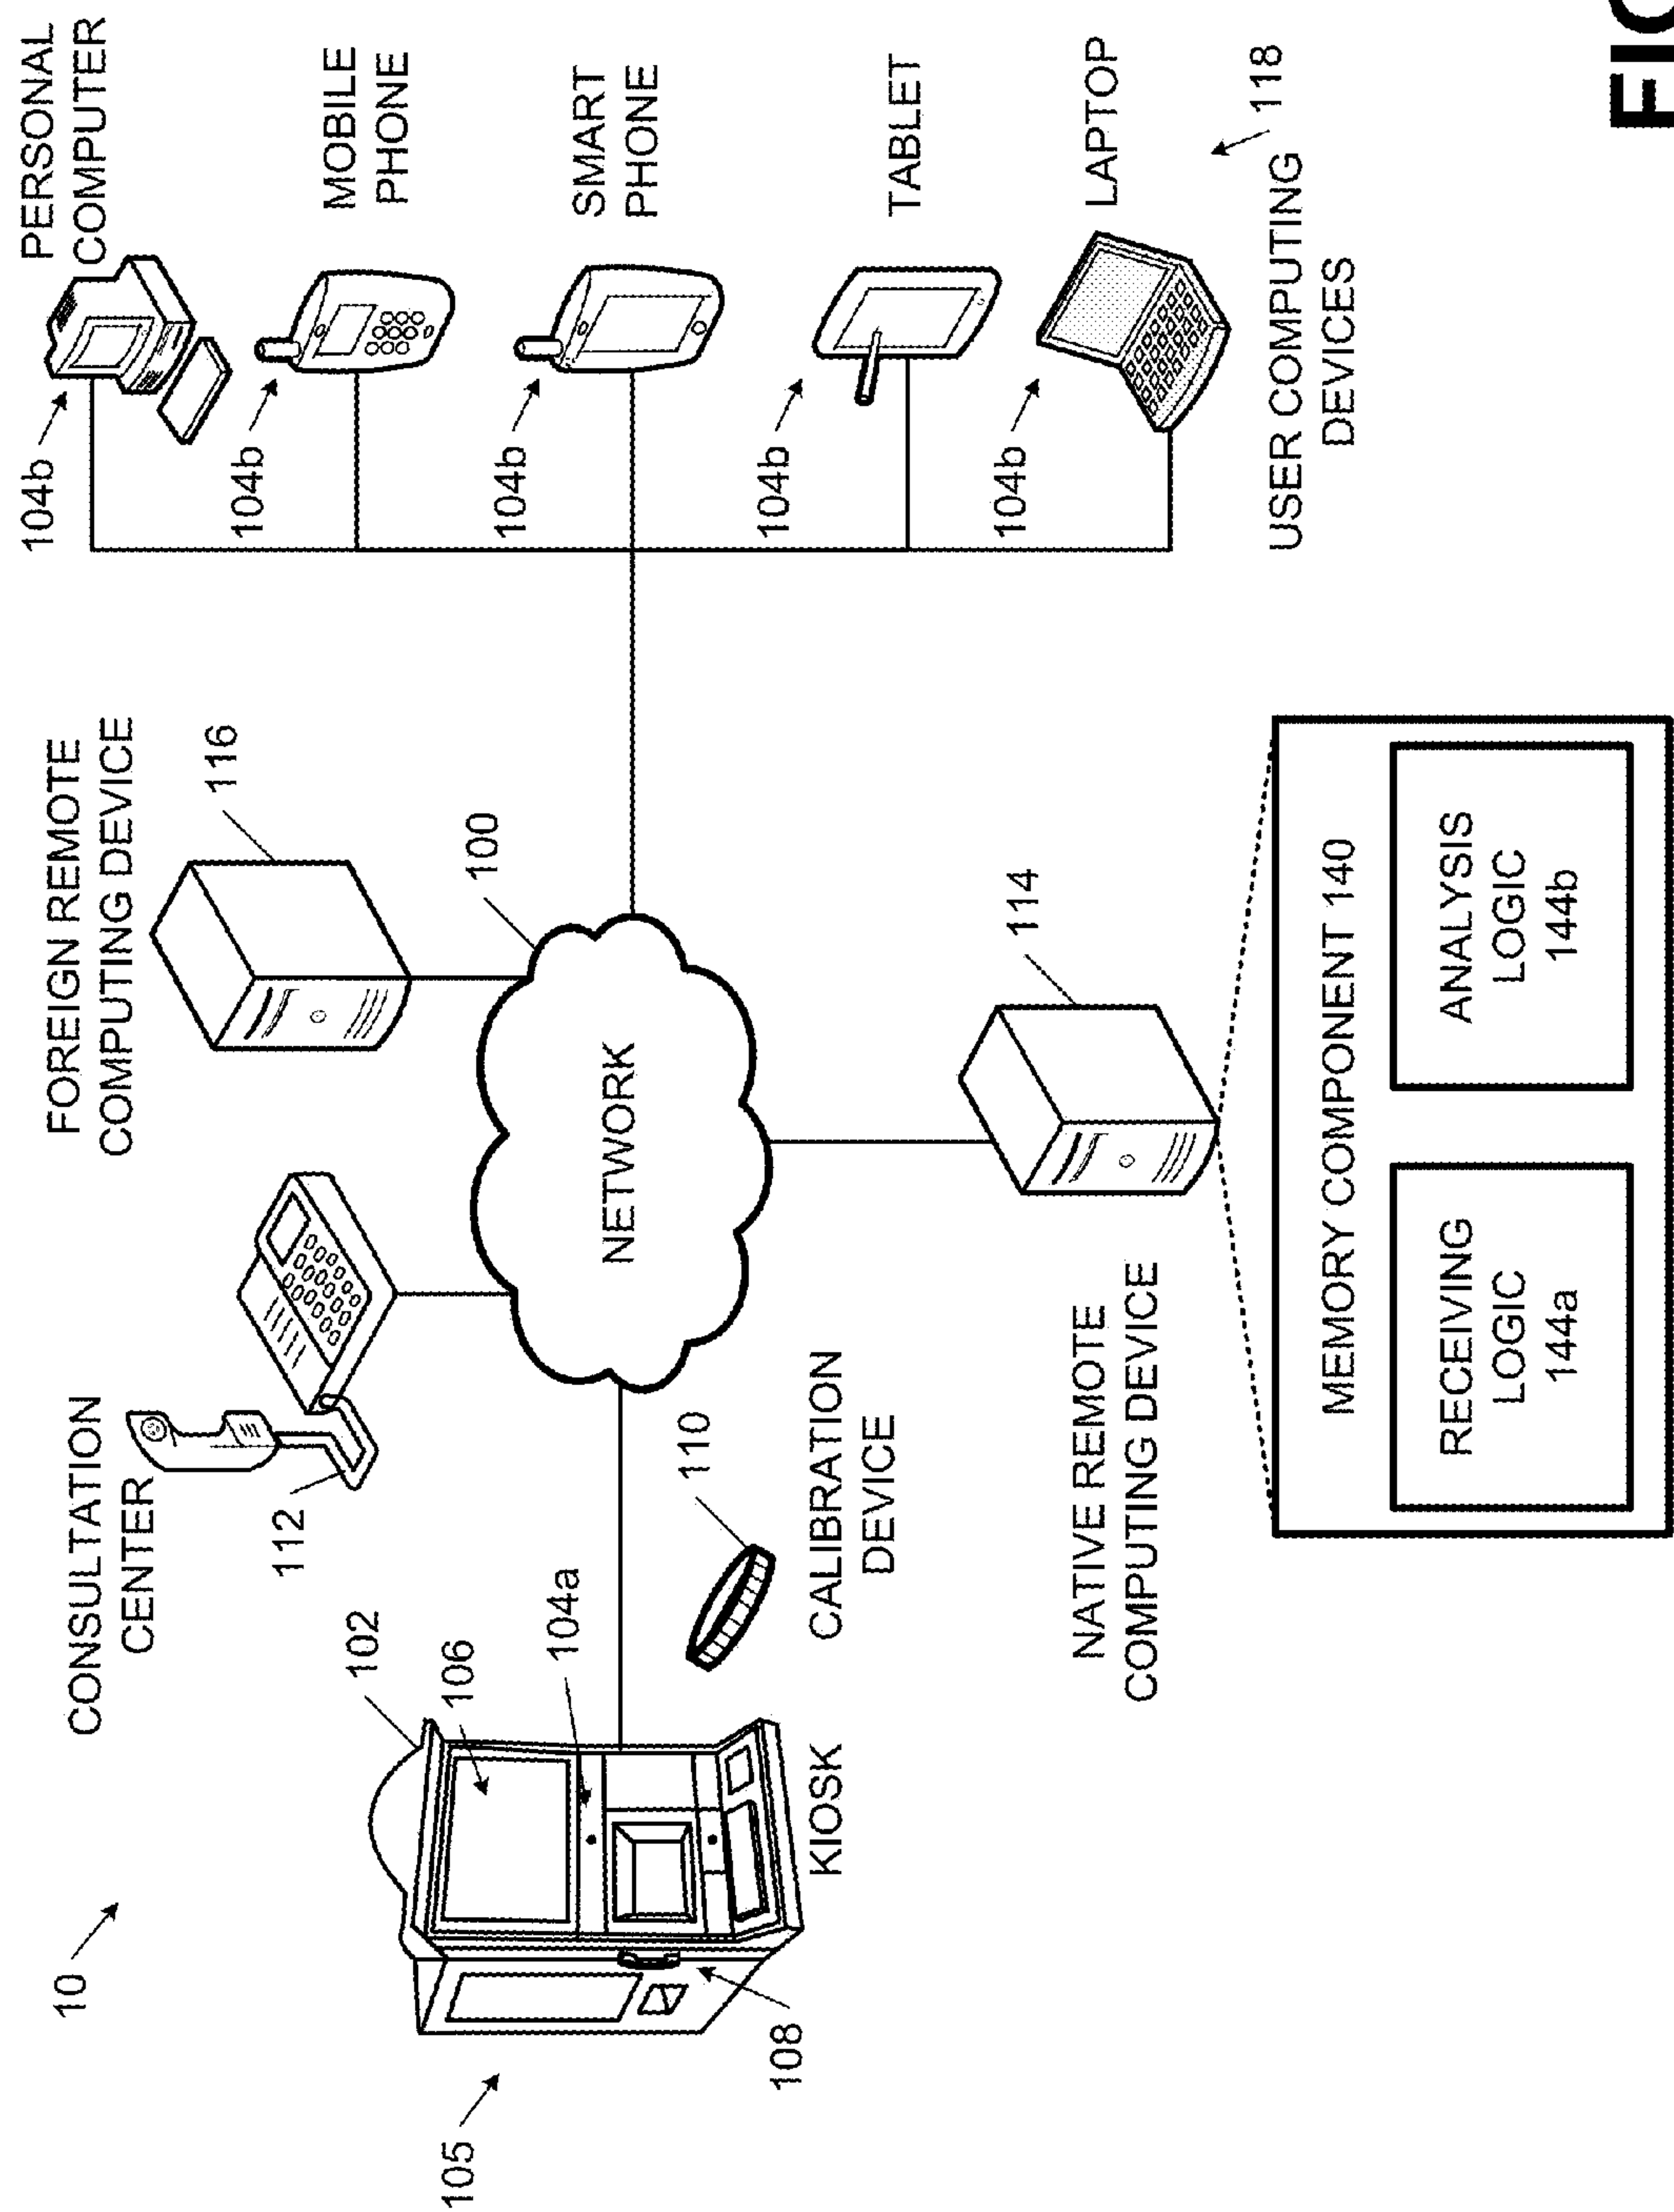 10
105
CONSULTATION
CENTER
112
102
106
104a
108
KIOSK
110
CALIBRATION
DEVICE
FOREIGN REMOTE
COMPUTING DEVICE
116
100
NETWORK
114
NATIVE REMOTE
COMPUTING DEVICE
MEMORY COMPONENT 140
RECEIVING
LOGIC
144a
ANALYSIS
LOGIC
144b
104b
PERSONAL
COMPUTER
104b
MOBILE
PHONE
104b
SMART
PHONE
104b
TABLET
104b
LAPTOP
118
USER COMPUTING
DEVICES